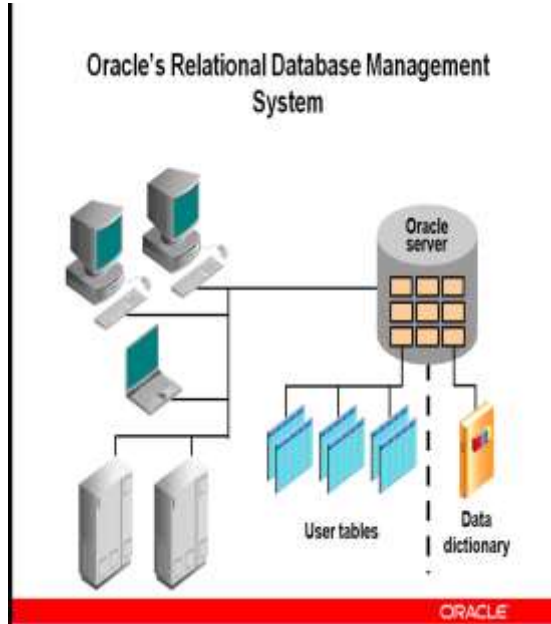 Oracle's Relational Database Management
System
Oracle
server
User tables
Data
dictionary
ORACLE